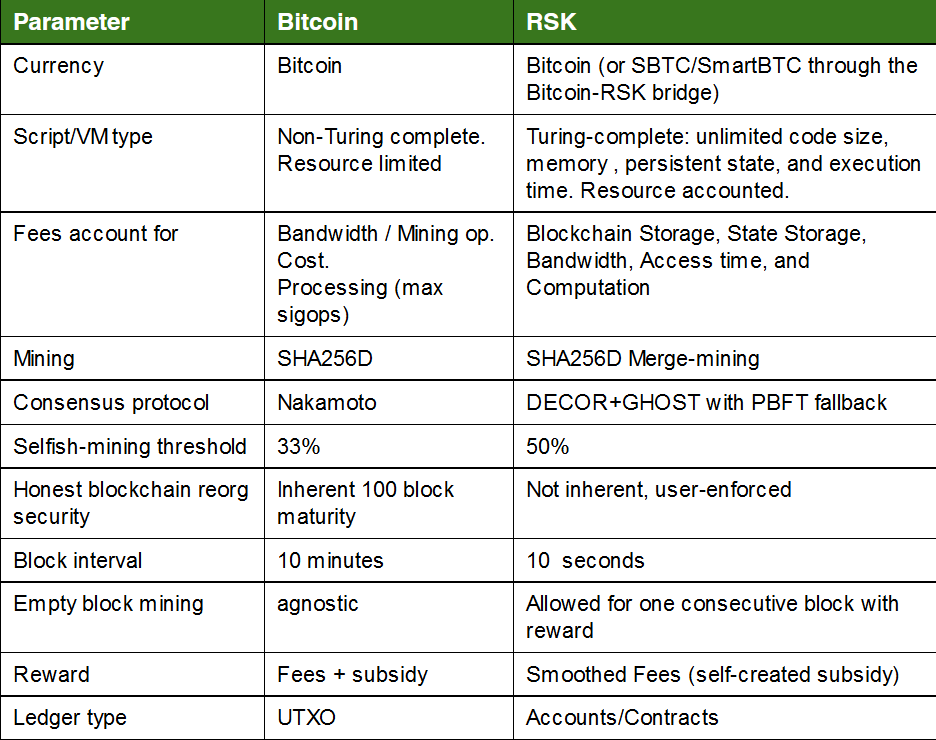 Parameter Bitcoin RSK
Currency Bitcoin Bitcoin (or SBTC/SmartBTC through the
Bitcoin-RSK bridge)
Script/VM type Non-Turing complete. Turing-complete: unlimited code size,
Resource limited memory , persistent state, and execution
time. Resource accounted.
Fees account for Bandwidth / Mining op. Blockchain Storage, State Storage,
Cost. Bandwidth, Access time, and
Processing (max Computation
sigops)
Mining SHA256D SHA256D Merge-mining
Consensus protocol Nakamoto DECOR+GHOST with PBFT fallback
Selfish-mining threshold 33% 50%
Honest blockchain reorg Inherent 100 block Not inherent, user-enforced
security maturity
Block interval 10 minutes 10 seconds
Empty block mining agnostic Allowed for one consecutive block with
reward
Reward Fees + subsidy Smoothed Fees (self-created subsidy)
Ledger type UTXO Accounts/Contracts